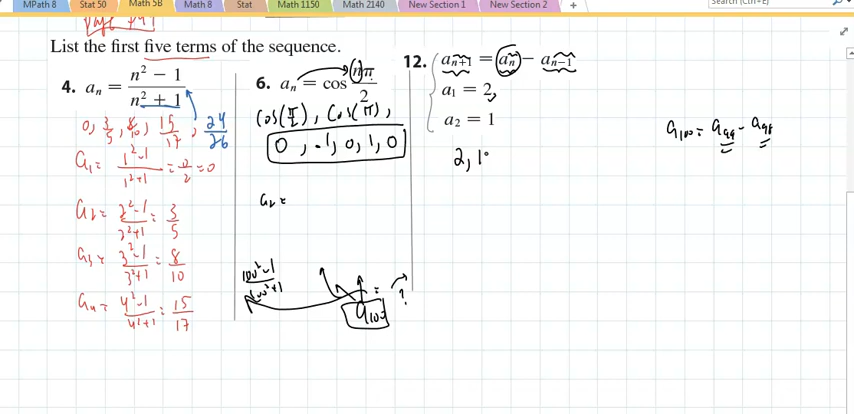 MPath 8 Stat 50 Math 5B Math 8 Stat Math 1150 Math 2140 New Section 1 New Section 2 +
List the first five terms of the sequence.
4. aₙ = (n² − 1)/(n² + 1)
0, 3/5, 8/10, 15/17, 24/26
a₁ = (1²-1)/(1²+1) = 0/2 = 0
a₂ = (2²-1)/(2²+1) = 3/5
a₃ = (3²-1)/(3²+1) = 8/10
a₄ = (4²-1)/(4²+1) = 15/17
6. aₙ = cos nπ/2
cos(π/2), cos(π),
0, -1, 0, 1, 0
a₂ =
(100²-1)/(100²+1)
a₁₀₀ = ?
12. { aₙ₊₁ = aₙ − aₙ₋₁
a₁ = 2,
a₂ = 1
2, 1
a₁₀₀ = a₉₉ - a₉₈